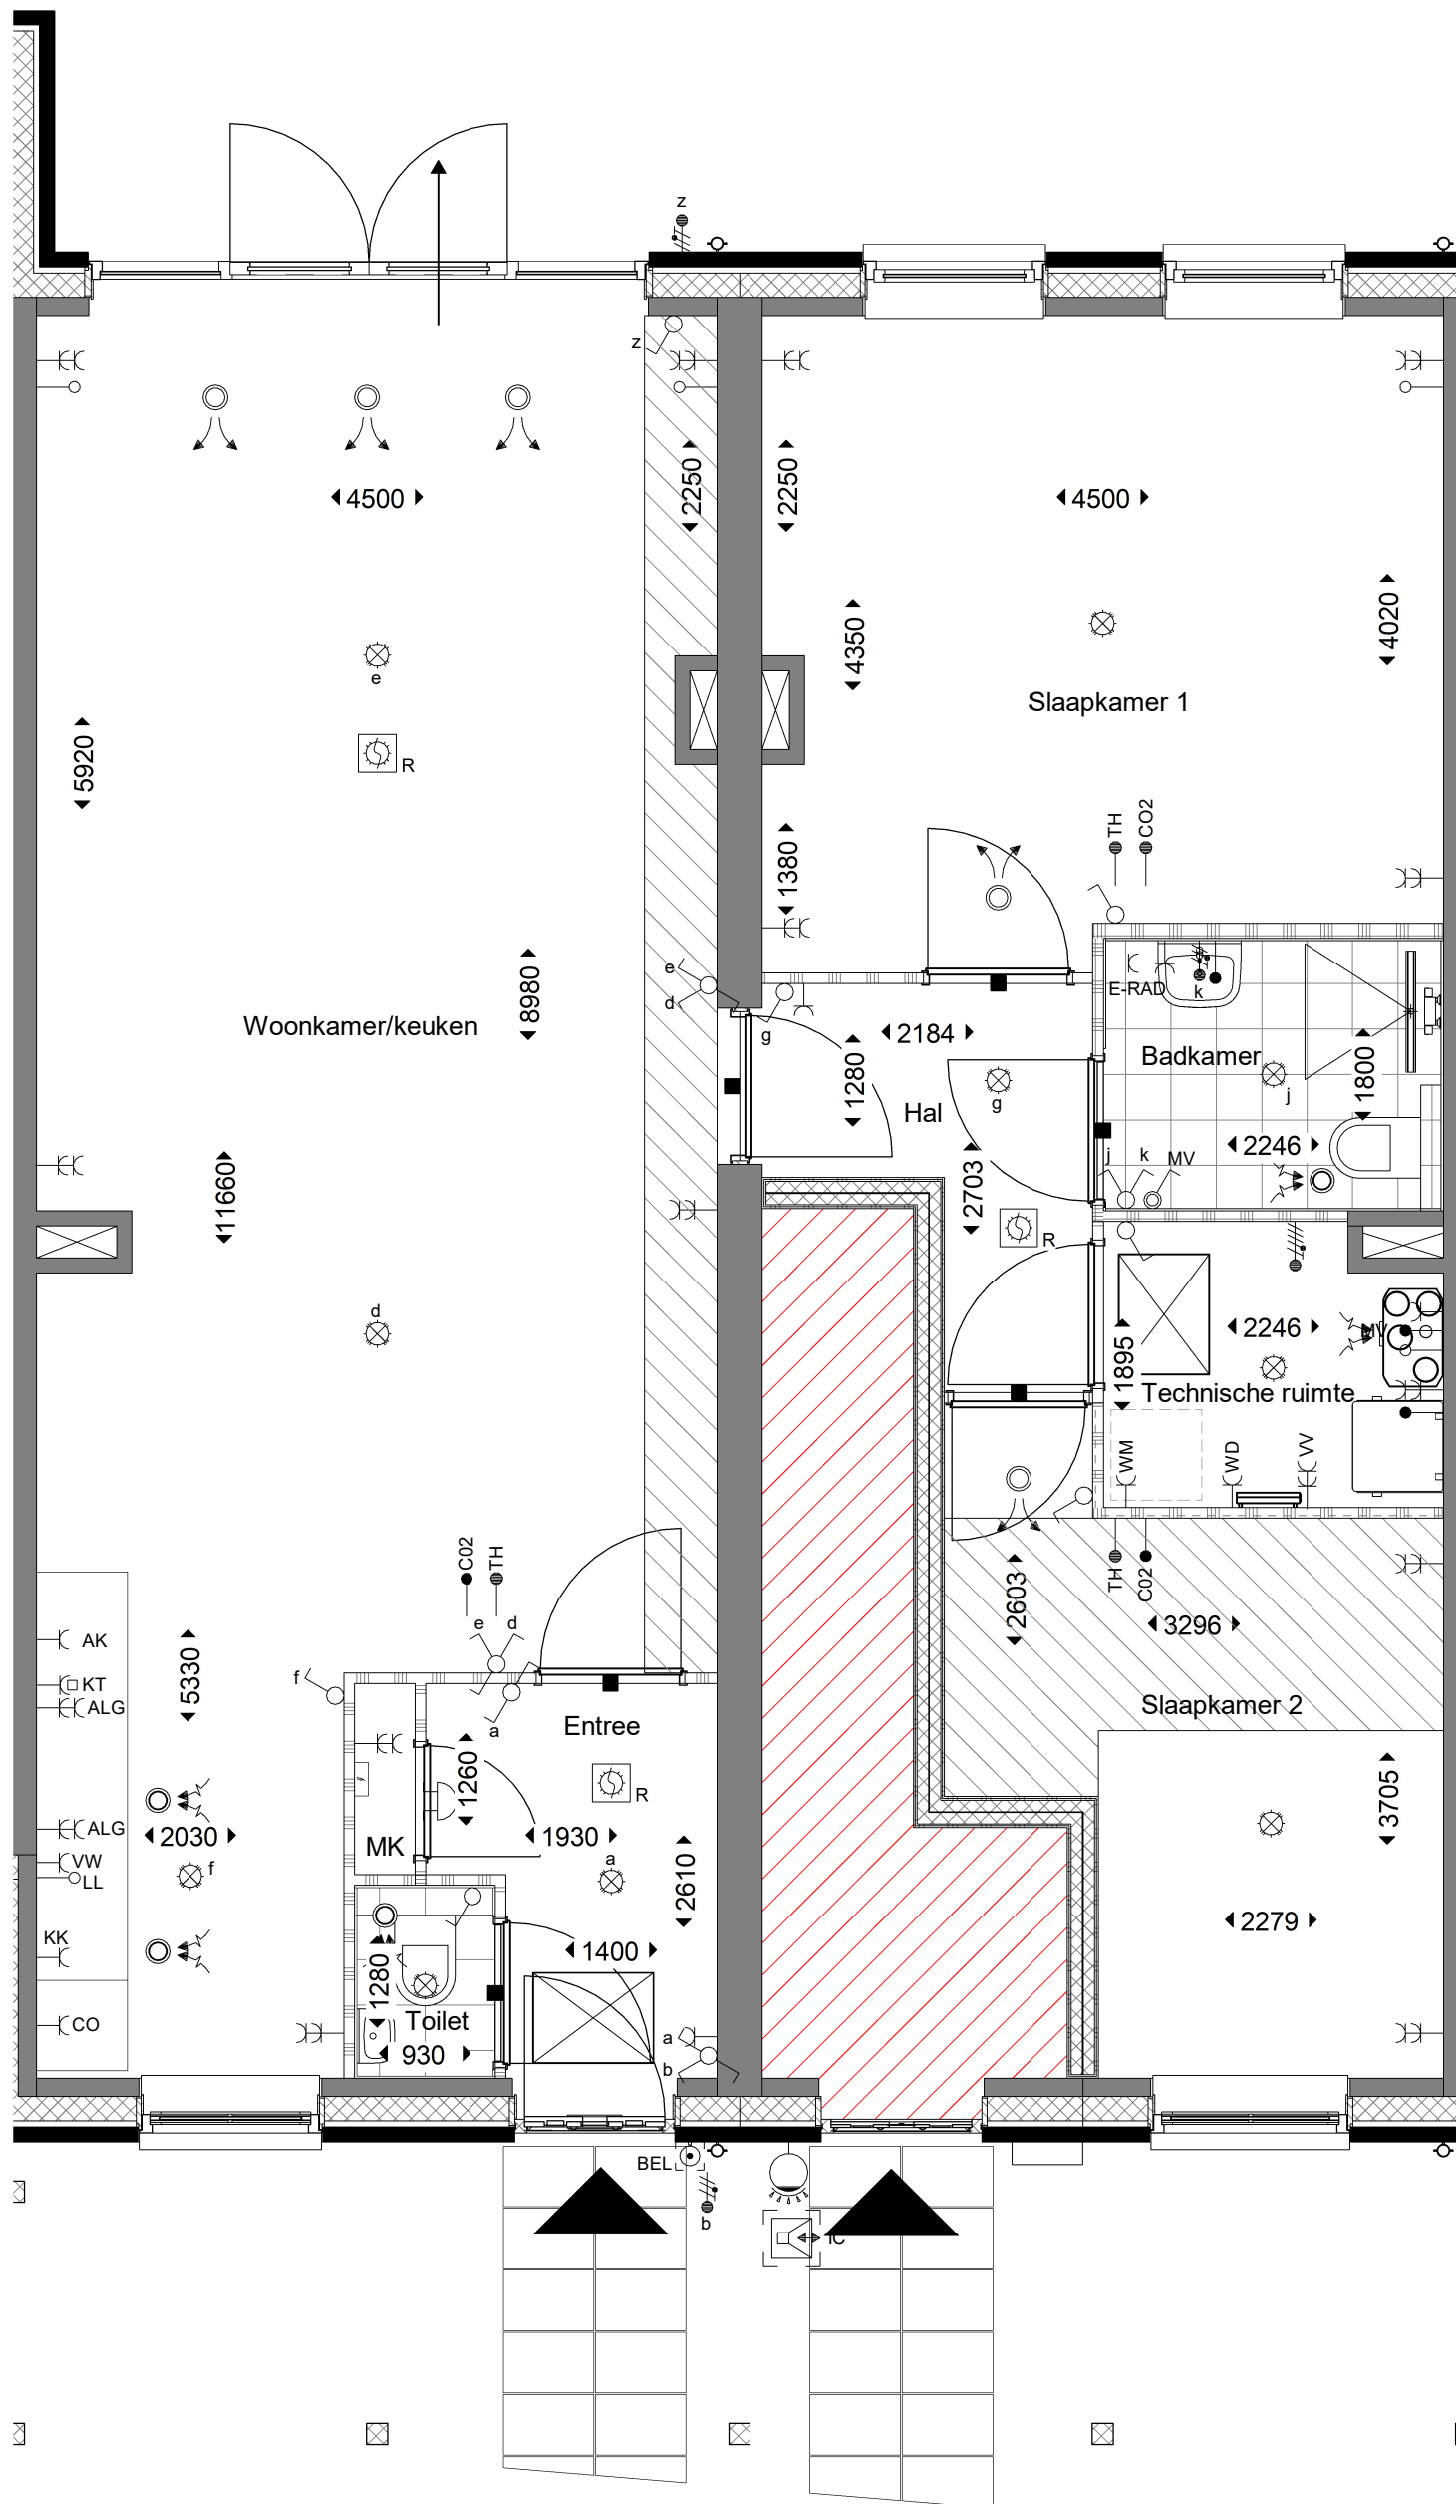 z
z
2250
2250
4500
4500
4350
4020
e
Slaapkamer 1
R
5920
TH
CO2
1380
e
d
8980
Woonkamer/keuken
g
2184
1280
g
Hal
E-RAD
k
Badkamer
1800
j
2246
j
k
MV
2703
R
11660
d
2246
MV
1895
Technische ruimte
WM
WD
VV
C02
TH
e
d
TH
C02
2603
3296
AK
KT
ALG
5330
f
a
Entree
Slaapkamer 2
1260
R
3705
ALG
2030
MK
1930
VW
LL
f
a
2610
2279
KK
1280
1400
CO
Toilet
930
a
b
BEL
b
IC